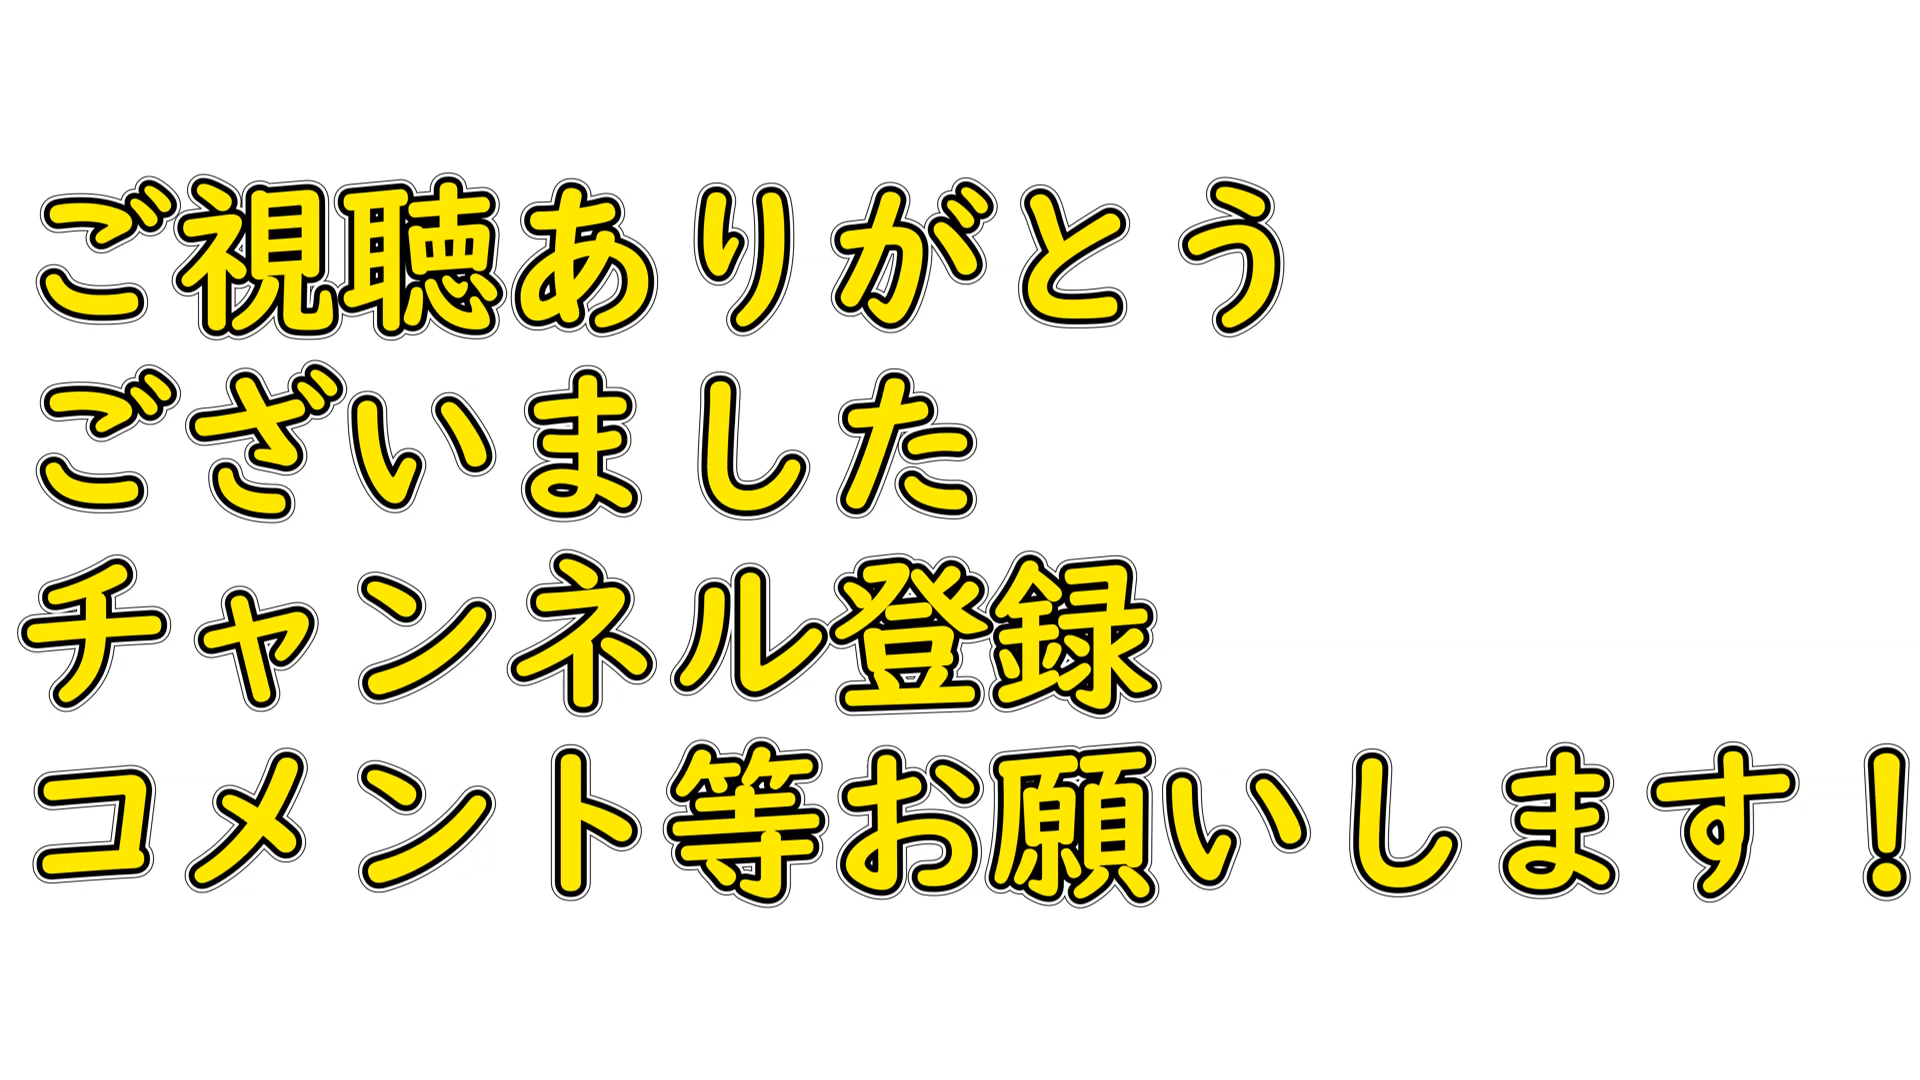 ご視聴ありがとう
ございました
チャンネル登録
コメント等お願いします！